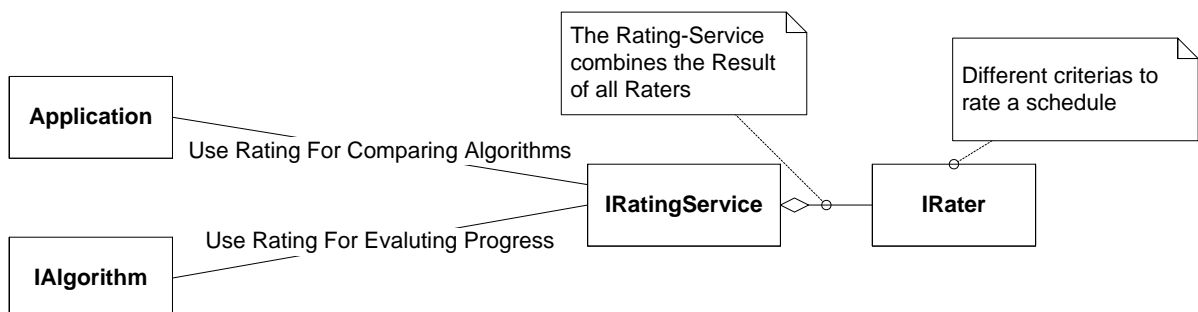 The Rating-Service
combines the Result
of all Raters
Different criterias to
rate a schedule
Application
Use Rating For Comparing Algorithms
IRatingService
IRater
Use Rating For Evaluting Progress
IAlgorithm